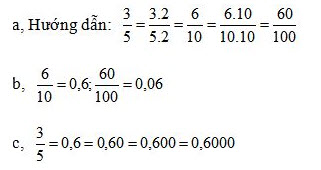 a, Hướng dẫn: 3/5 = 3.2/5.2 = 6/10 = 6.10/10.10 = 60/100
b, 6/10 = 0,6; 60/100 = 0,06
c, 3/5 = 0,6 = 0,60 = 0,600 = 0,6000